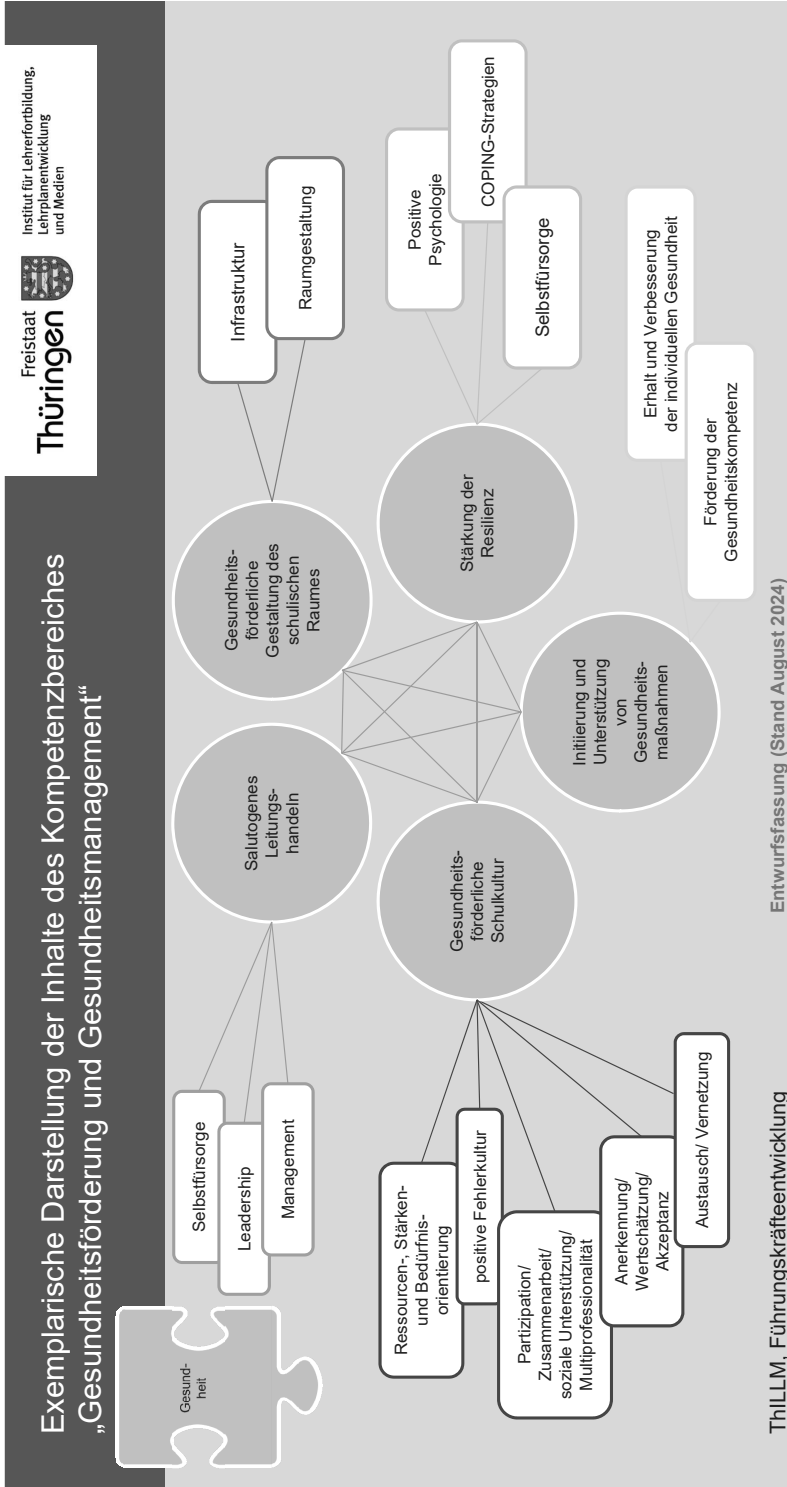 Exemplarische Darstellung der Inhalte des Kompetenzbereiches
„Gesundheitsförderung und Gesundheitsmanagement“
Freistaat
Thüringen
Institut für Lehrerfortbildung,
Lehrplanentwicklung
und Medien
Gesund-
heit
Selbstfürsorge
Leadership
Management
Salutogenes
Leitungs-
handeln
Gesundheits-
förderliche
Gestaltung des
schulischen
Raumes
Infrastruktur
Raumgestaltung
Ressourcen-, Stärken-
und Bedürfnis-
orientierung
positive Fehlerkultur
Partizipation/
Zusammenarbeit/
soziale Unterstützung/
Multiprofessionalität
Anerkennung/
Wertschätzung/
Akzeptanz
Austausch/ Vernetzung
Gesundheits-
förderliche
Schulkultur
Stärkung der
Resilienz
Positive
Psychologie
COPING-Strategien
Selbstfürsorge
Initiierung und
Unterstützung
von
Gesundheits-
maßnahmen
Erhalt und Verbesserung
der individuellen Gesundheit
Förderung der
Gesundheitskompetenz
ThILLM, Führungskräfteentwicklung
Entwurfsfassung (Stand August 2024)